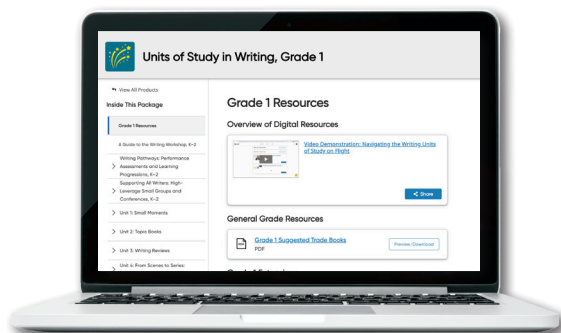 Units of Study in Writing, Grade 1
View All Products
Inside This Package
Grade 1 Resources
A Guide to the Writing Workshop, K–2
Writing Pathways: Performance
Assessments and Learning
Progressions, K–2
Supporting All Writers: High-
Leverage Small Groups and
Conferences, K–2
Unit 1: Small Moments
Unit 2: Topic Books
Unit 3: Writing Reviews
Unit 4: From Scenes to Series:
Grade 1 Resources
Overview of Digital Resources
Video Demonstration: Navigating the Writing Units
of Study on Flight
Share
General Grade Resources
Grade 1 Suggested Trade Books
PDF
Preview/Download